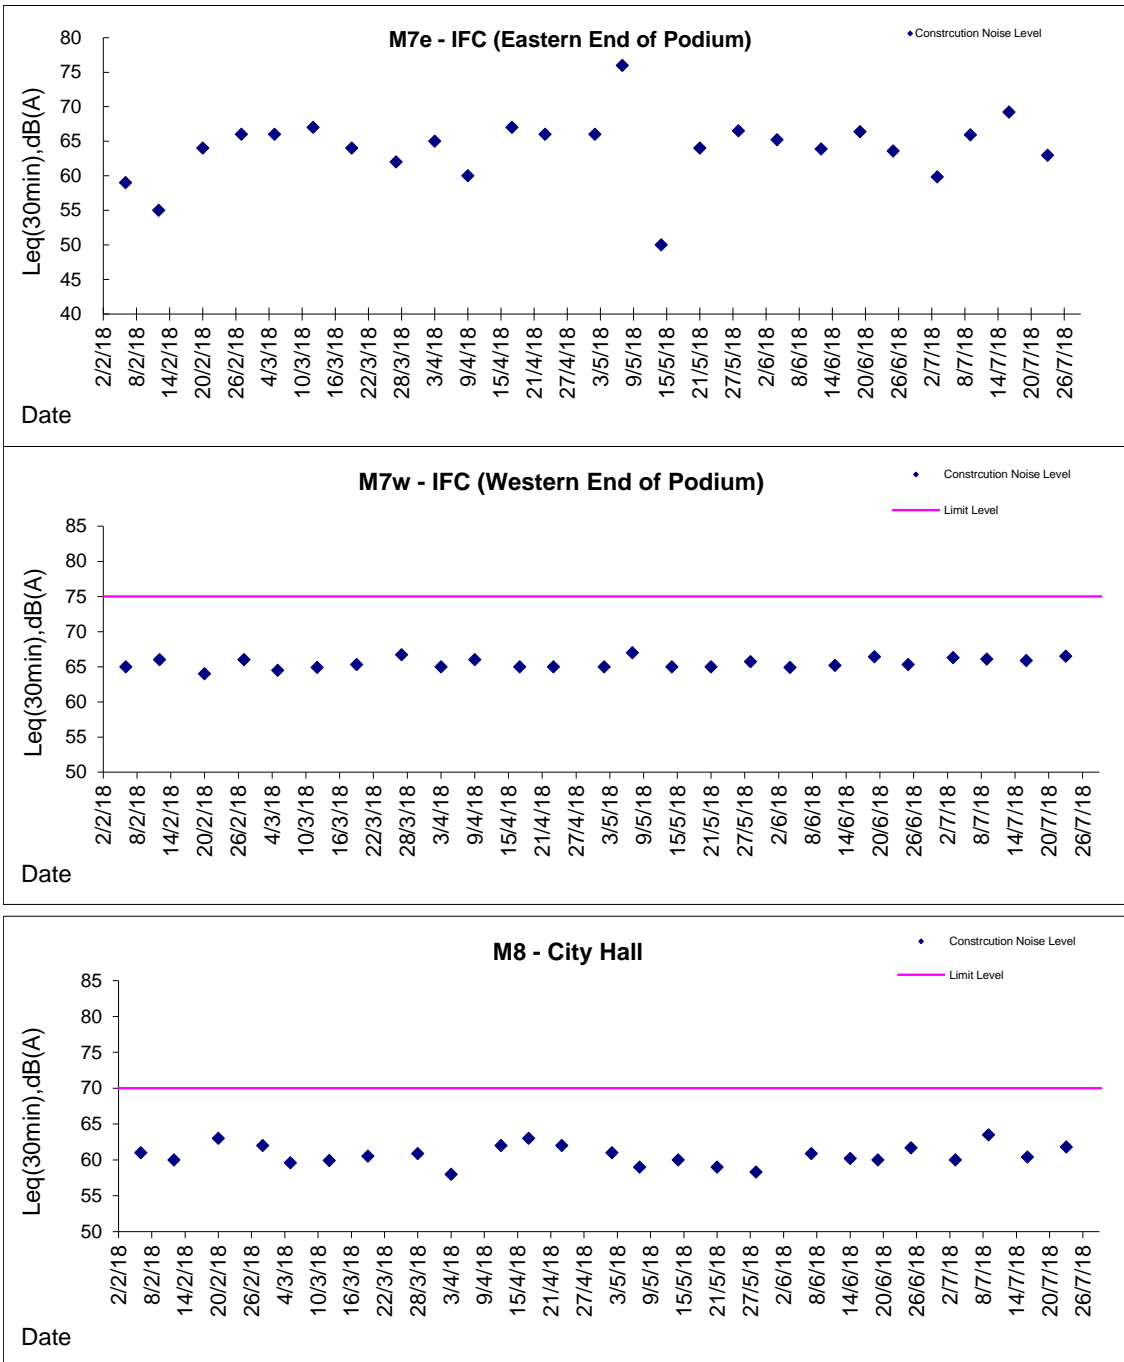 M7e - IFC (Eastern End of Podium)
Constrcution Noise Level
Leq(30min),dB(A)
80
75
70
65
60
55
50
45
40
2/2/18 8/2/18 14/2/18 20/2/18 26/2/18 4/3/18 10/3/18 16/3/18 22/3/18 28/3/18 3/4/18 9/4/18 15/4/18 21/4/18 27/4/18 3/5/18 9/5/18 15/5/18 21/5/18 27/5/18 2/6/18 8/6/18 14/6/18 20/6/18 26/6/18 2/7/18 8/7/18 14/7/18 20/7/18 26/7/18
Date
M7w - IFC (Western End of Podium)
Constrcution Noise Level
Limit Level
Leq(30min),dB(A)
85
80
75
70
65
60
55
50
2/2/18 8/2/18 14/2/18 20/2/18 26/2/18 4/3/18 10/3/18 16/3/18 22/3/18 28/3/18 3/4/18 9/4/18 15/4/18 21/4/18 27/4/18 3/5/18 9/5/18 15/5/18 21/5/18 27/5/18 2/6/18 8/6/18 14/6/18 20/6/18 26/6/18 2/7/18 8/7/18 14/7/18 20/7/18 26/7/18
Date
M8 - City Hall
Constrcution Noise Level
Limit Level
Leq(30min),dB(A)
85
80
75
70
65
60
55
50
2/2/18 8/2/18 14/2/18 20/2/18 26/2/18 4/3/18 10/3/18 16/3/18 22/3/18 28/3/18 3/4/18 9/4/18 15/4/18 21/4/18 27/4/18 3/5/18 9/5/18 15/5/18 21/5/18 27/5/18 2/6/18 8/6/18 14/6/18 20/6/18 26/6/18 2/7/18 8/7/18 14/7/18 20/7/18 26/7/18
Date